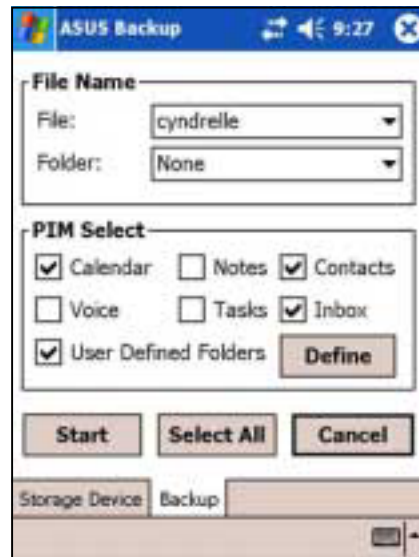 ASUS Backup 9:27
File Name
File: cyndrelle
Folder: None
PIM Select
Calendar Notes Contacts
Voice Tasks Inbox
User Defined Folders Define
Start Select All Cancel
Storage Device Backup